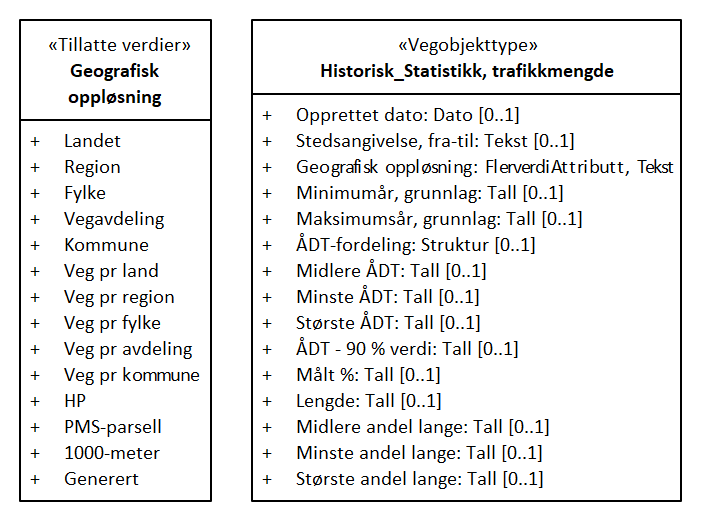 «Tillatte verdier»
Geografisk
oppløsning
+ Landet
+ Region
+ Fylke
+ Vegavdeling
+ Kommune
+ Veg pr land
+ Veg pr region
+ Veg pr fylke
+ Veg pr avdeling
+ Veg pr kommune
+ HP
+ PMS-parsell
+ 1000-meter
+ Generert
«Vegobjekttype»
Historisk_Statistikk, trafikkmengde
+ Opprettet dato: Dato [0..1]
+ Stedsangivelse, fra-til: Tekst [0..1]
+ Geografisk oppløsning: FlerverdiAttributt, Tekst
+ Minimumår, grunnlag: Tall [0..1]
+ Maksimumsår, grunnlag: Tall [0..1]
+ ÅDT-fordeling: Struktur [0..1]
+ Midlere ÅDT: Tall [0..1]
+ Minste ÅDT: Tall [0..1]
+ Største ÅDT: Tall [0..1]
+ ÅDT - 90 % verdi: Tall [0..1]
+ Målt %: Tall [0..1]
+ Lengde: Tall [0..1]
+ Midlere andel lange: Tall [0..1]
+ Minste andel lange: Tall [0..1]
+ Største andel lange: Tall [0..1]